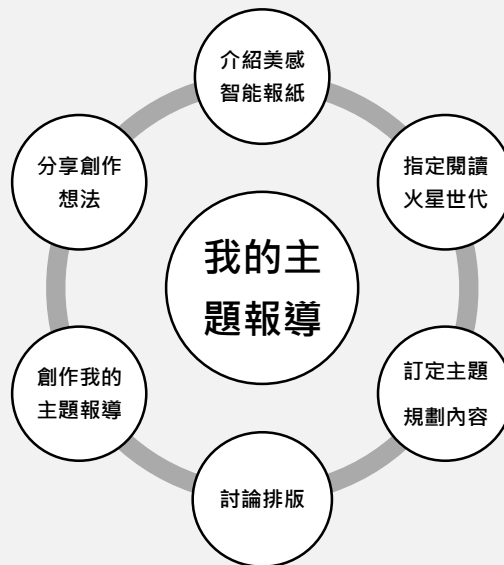 介紹美感
智能報紙
指定閱讀
火星世代
訂定主題
規劃內容
討論排版
創作我的
主題報導
分享創作
想法
我的主
題報導